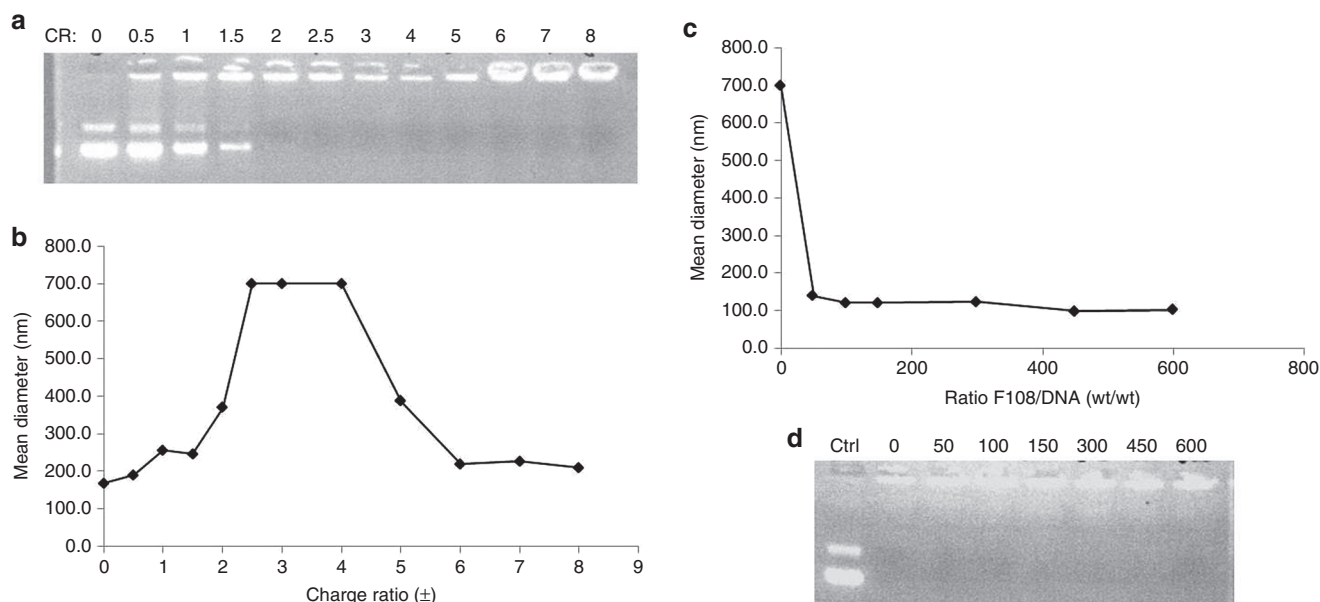 a
CR: 0 0.5 1 1.5 2 2.5 3 4 5 6 7 8
b
800.0
700.0
600.0
500.0
400.0
300.0
200.0
100.0
0.0
Mean diameter (nm)
0 1 2 3 4 5 6 7 8 9
Charge ratio (±)
c
800.0
700.0
600.0
500.0
400.0
300.0
200.0
100.0
0.0
Mean diameter (nm)
0 200 400 600 800
Ratio F108/DNA (wt/wt)
d
Ctrl 0 50 100 150 300 450 600